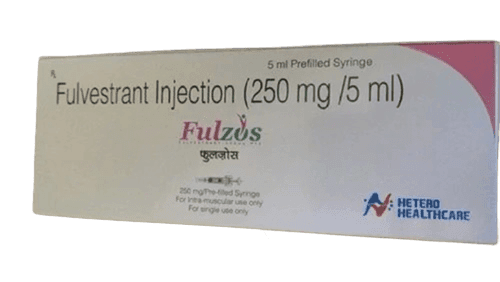 5 ml Prefilled Syringe
Rx
Fulvestrant Injection (250 mg /5 ml)
Fulzos
फुलज़ोस
250 mg/Pre-filled Syringe
For Intra-muscular use only
For single use only
HETERO
HEALTHCARE